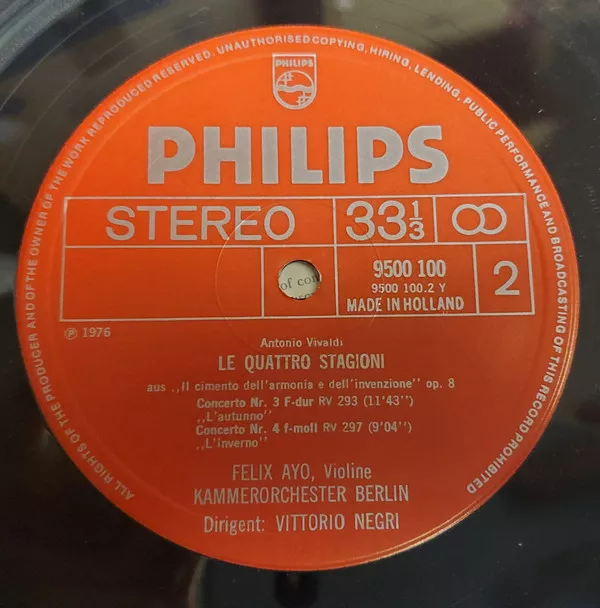 ALL RIGHTS OF THE PRODUCER AND OF THE OWNER OF THE WORK REPRODUCED RESERVED. UNAUTHORISED COPYING, HIRING, LENDING, PUBLIC PERFORMANCE AND BROADCASTING OF THIS RECORD PROHIBITED
PHILIPS
PHILIPS
STEREO 33 1/3 ∞
of con
9500 100
9500 100.2 Y
MADE IN HOLLAND
2
Ⓟ 1976
Antonio Vivaldi
LE QUATTRO STAGIONI
aus „Il cimento dell'armonia e dell'invenzione" op. 8
Concerto Nr. 3 F-dur RV 293 (11'43")
„L'autunno"
Concerto Nr. 4 f-moll RV 297 (9'04")
„L'inverno"
FELIX AYO, Violine
KAMMERORCHESTER BERLIN
Dirigent: VITTORIO NEGRI